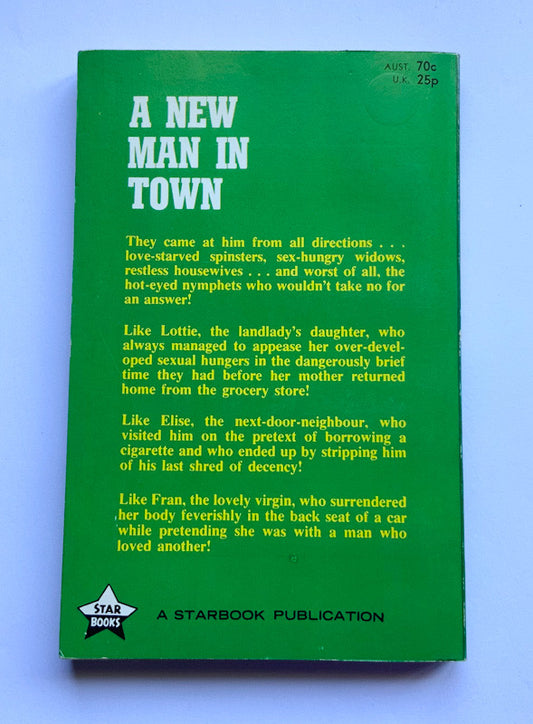 AUST. 70c
U.K. 25p
A NEW
MAN IN
TOWN
They came at him from all directions . . .
love-starved spinsters, sex-hungry widows,
restless housewives . . . and worst of all, the
hot-eyed nymphets who wouldn't take no for
an answer!
Like Lottie, the landlady's daughter, who
always managed to appease her over-devel-
oped sexual hungers in the dangerously brief
time they had before her mother returned
home from the grocery store!
Like Elise, the next-door-neighbour, who
visited him on the pretext of borrowing a
cigarette and who ended up by stripping him
of his last shred of decency!
Like Fran, the lovely virgin, who surrendered
her body feverishly in the back seat of a car
while pretending she was with a man who
loved another!
STAR
BOOKS
A STARBOOK PUBLICATION